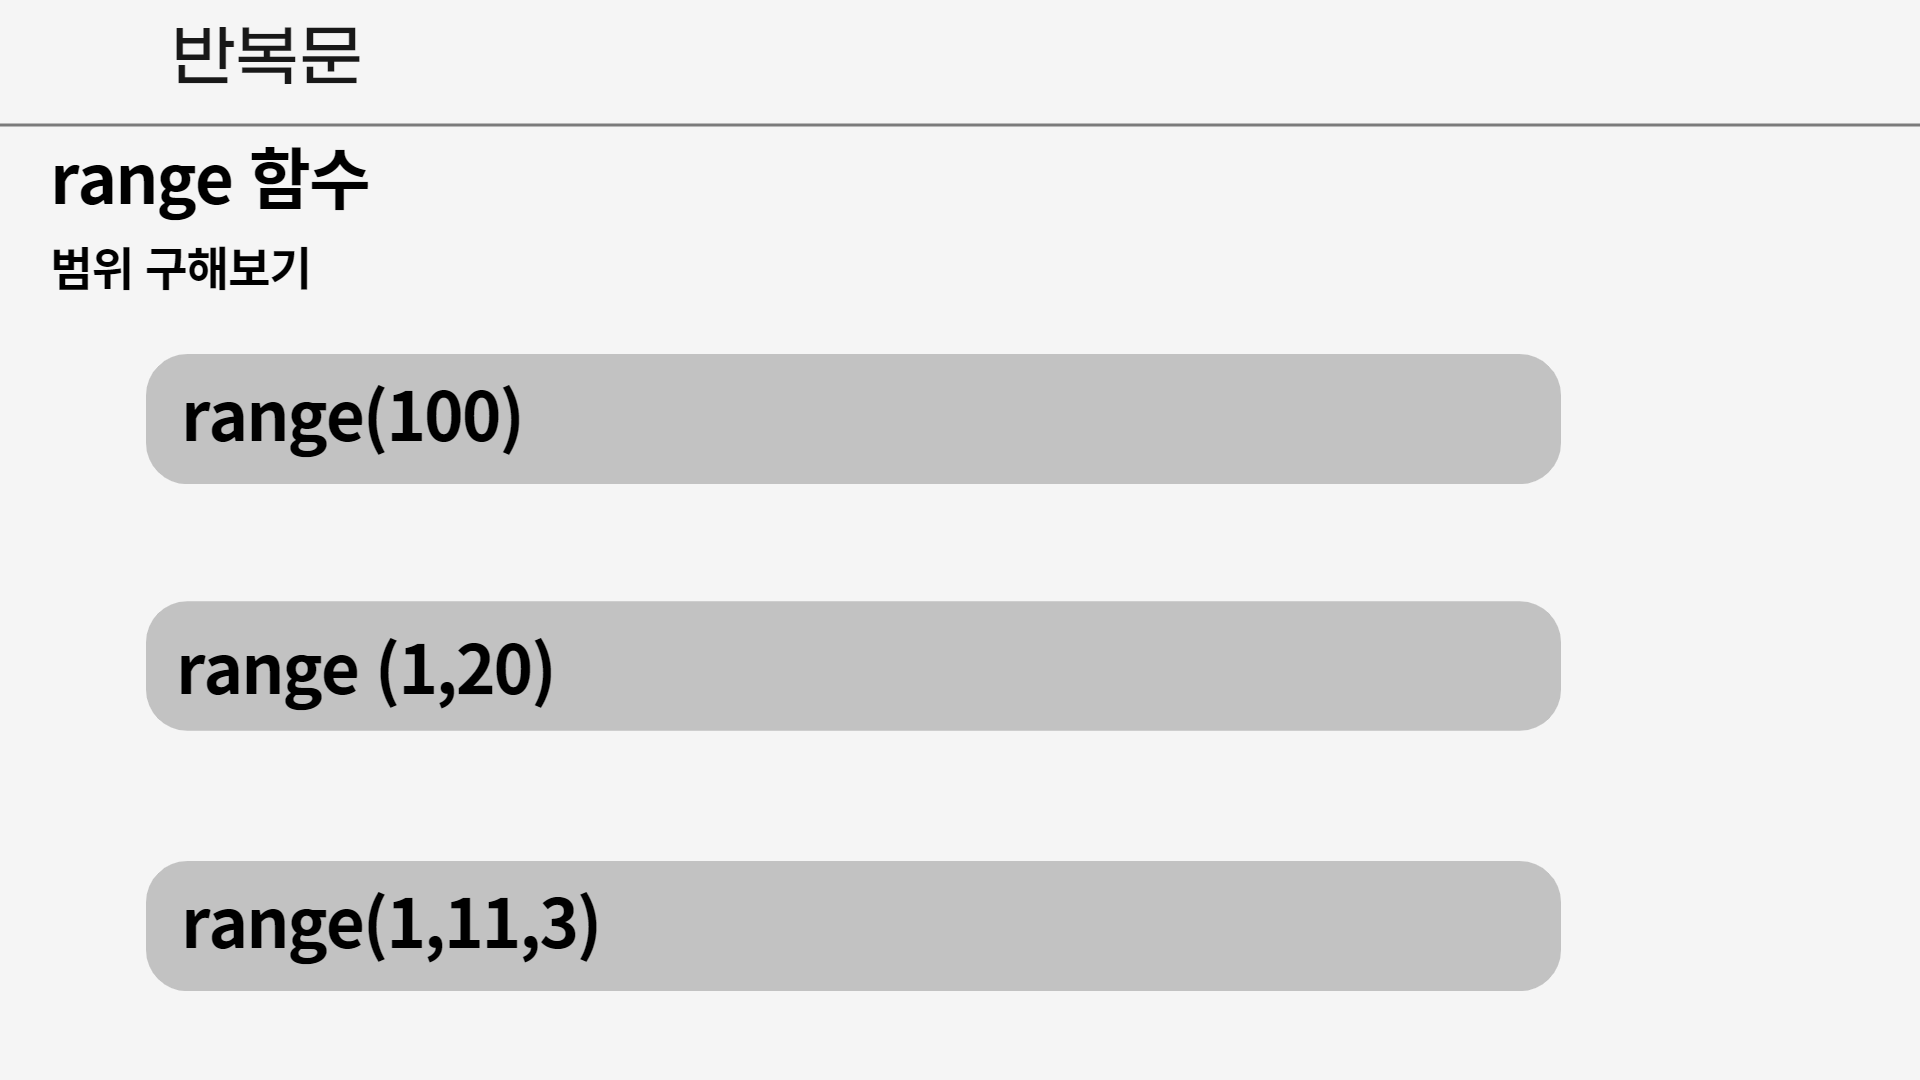 반복문
range 함수
범위 구해보기
range(100)
range (1,20)
range(1,11,3)